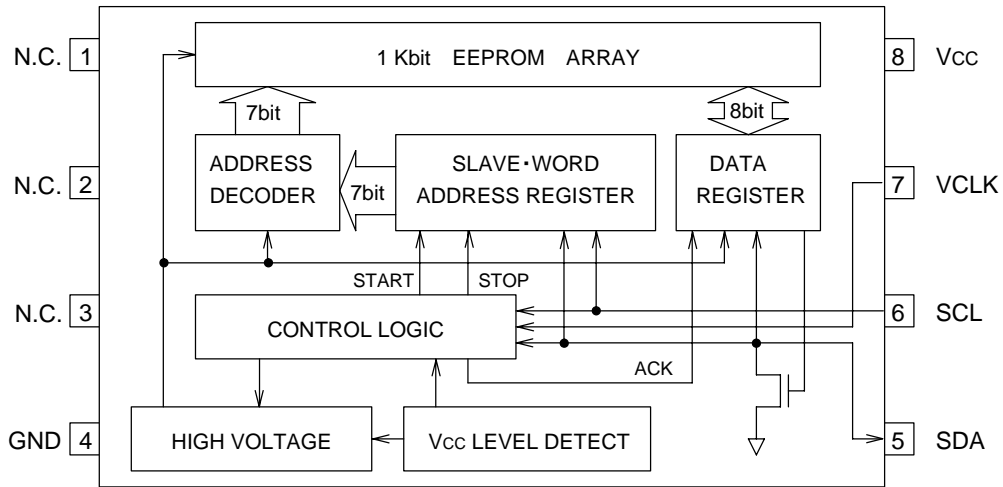 N.C. 1
1 Kbit EEPROM ARRAY
8 VCC
7bit
8bit
N.C. 2
ADDRESS
DECODER
7bit
SLAVE・WORD
ADDRESS REGISTER
DATA
REGISTER
7 VCLK
START
STOP
N.C. 3
CONTROL LOGIC
6 SCL
ACK
GND 4
HIGH VOLTAGE
VCC LEVEL DETECT
5 SDA